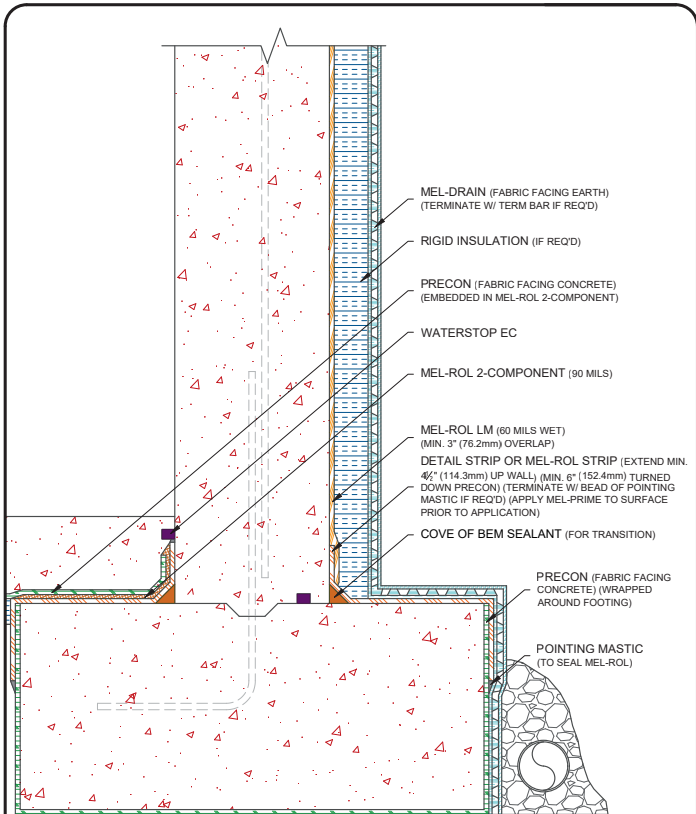 MEL-DRAIN (FABRIC FACING EARTH)
(TERMINATE W/ TERM BAR IF REQ'D)
RIGID INSULATION (IF REQ'D)
PRECON (FABRIC FACING CONCRETE)
(EMBEDDED IN MEL-ROL 2-COMPONENT)
WATERSTOP EC
MEL-ROL 2-COMPONENT (90 MILS)
MEL-ROL LM (60 MILS WET)
(MIN. 3" (76.2mm) OVERLAP)
DETAIL STRIP OR MEL-ROL STRIP (EXTEND MIN.
4½" (114.3mm) UP WALL) (MIN. 6" (152.4mm) TURNED
DOWN PRECON) (TERMINATE W/ BEAD OF POINTING
MASTIC IF REQ'D) (APPLY MEL-PRIME TO SURFACE
PRIOR TO APPLICATION)
COVE OF BEM SEALANT (FOR TRANSITION)
PRECON (FABRIC FACING
CONCRETE) (WRAPPED
AROUND FOOTING)
POINTING MASTIC
(TO SEAL MEL-ROL)